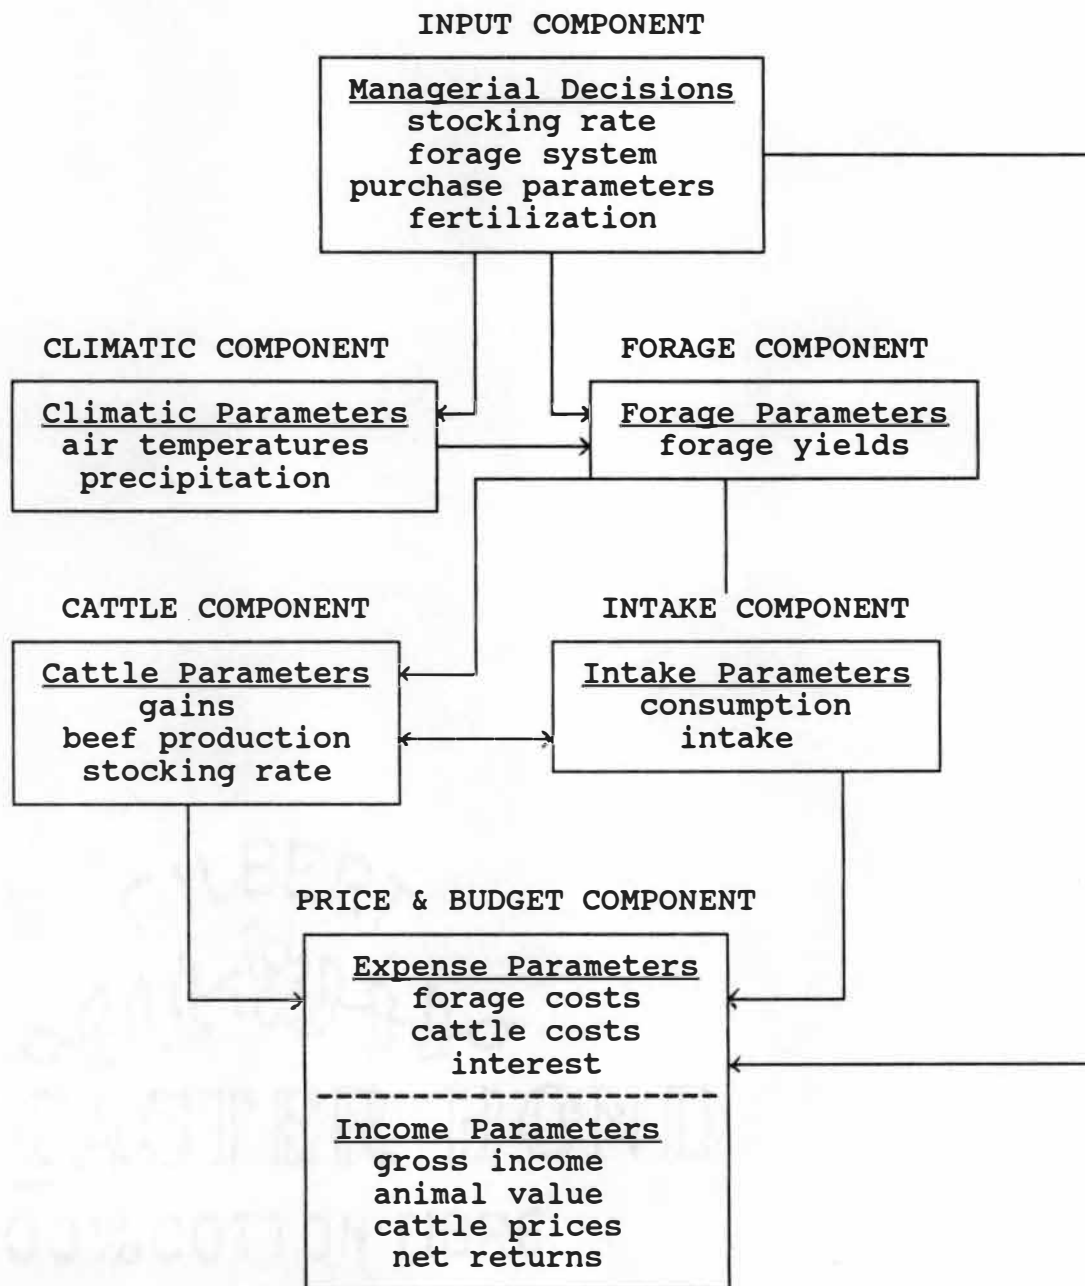 INPUT COMPONENT
Managerial Decisions
stocking rate
forage system
purchase parameters
fertilization
CLIMATIC COMPONENT
Climatic Parameters
air temperatures
precipitation
FORAGE COMPONENT
Forage Parameters
forage yields
CATTLE COMPONENT
Cattle Parameters
gains
beef production
stocking rate
INTAKE COMPONENT
Intake Parameters
consumption
intake
PRICE & BUDGET COMPONENT
Expense Parameters
forage costs
cattle costs
interest
Income Parameters
gross income
animal value
cattle prices
net returns